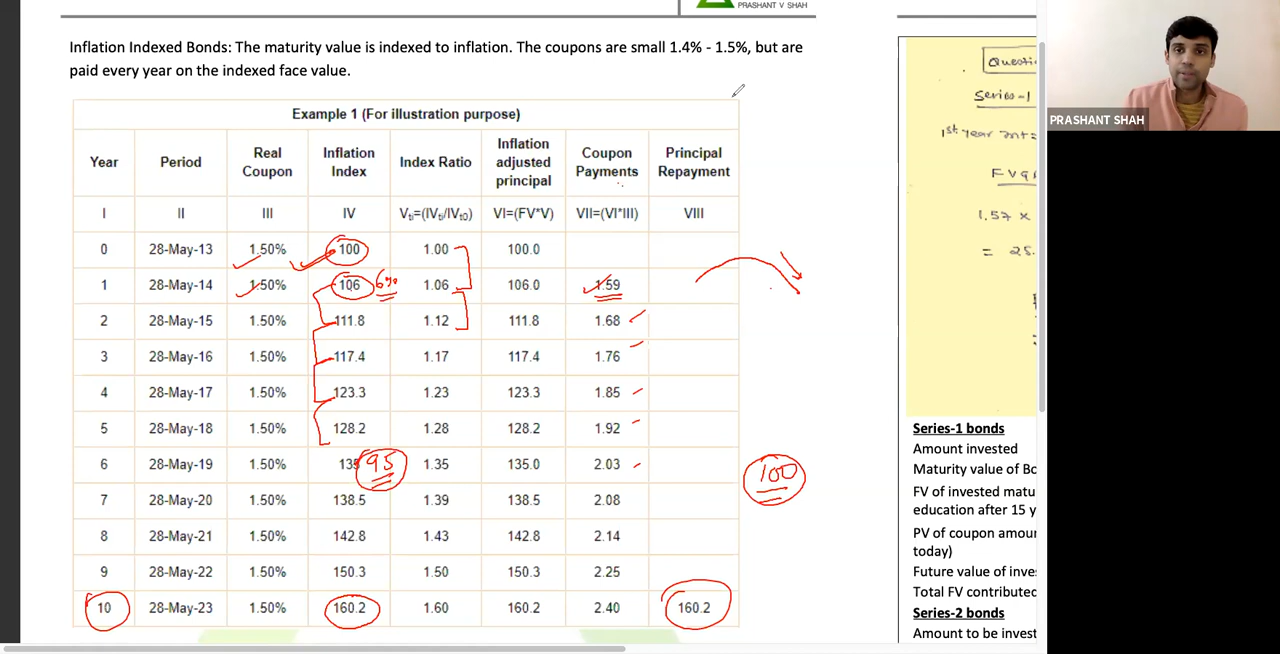 PRASHANT V SHAH
Inflation Indexed Bonds: The maturity value is indexed to inflation. The coupons are small 1.4% - 1.5%, but are
paid every year on the indexed face value.
Example 1 (For illustration purpose)
Year Period Real Coupon Inflation Index Index Ratio Inflation adjusted principal Coupon Payments Principal Repayment
I II III IV Vti=(IVti/IVt0) VI=(FV*V) VII=(VI*III) VIII
0 28-May-13 1.50% 100 1.00 100.0
1 28-May-14 1.50% 106 6% 1.06 106.0 1.59
2 28-May-15 1.50% 111.8 1.12 111.8 1.68
3 28-May-16 1.50% 117.4 1.17 117.4 1.76
4 28-May-17 1.50% 123.3 1.23 123.3 1.85
5 28-May-18 1.50% 128.2 1.28 128.2 1.92
6 28-May-19 1.50% 135 95 1.35 135.0 2.03
100
7 28-May-20 1.50% 138.5 1.39 138.5 2.08
8 28-May-21 1.50% 142.8 1.43 142.8 2.14
9 28-May-22 1.50% 150.3 1.50 150.3 2.25
10 28-May-23 1.50% 160.2 1.60 160.2 2.40 160.2
Series-1
1st year Int =
1.57 x
= 25.
Series-1 bonds
Amount invested
Maturity value of Bo
FV of invested matu
education after 15 y
PV of coupon amour
today)
Future value of inve
Total FV contributed
Series-2 bonds
Amount to be invest
PRASHANT SHAH